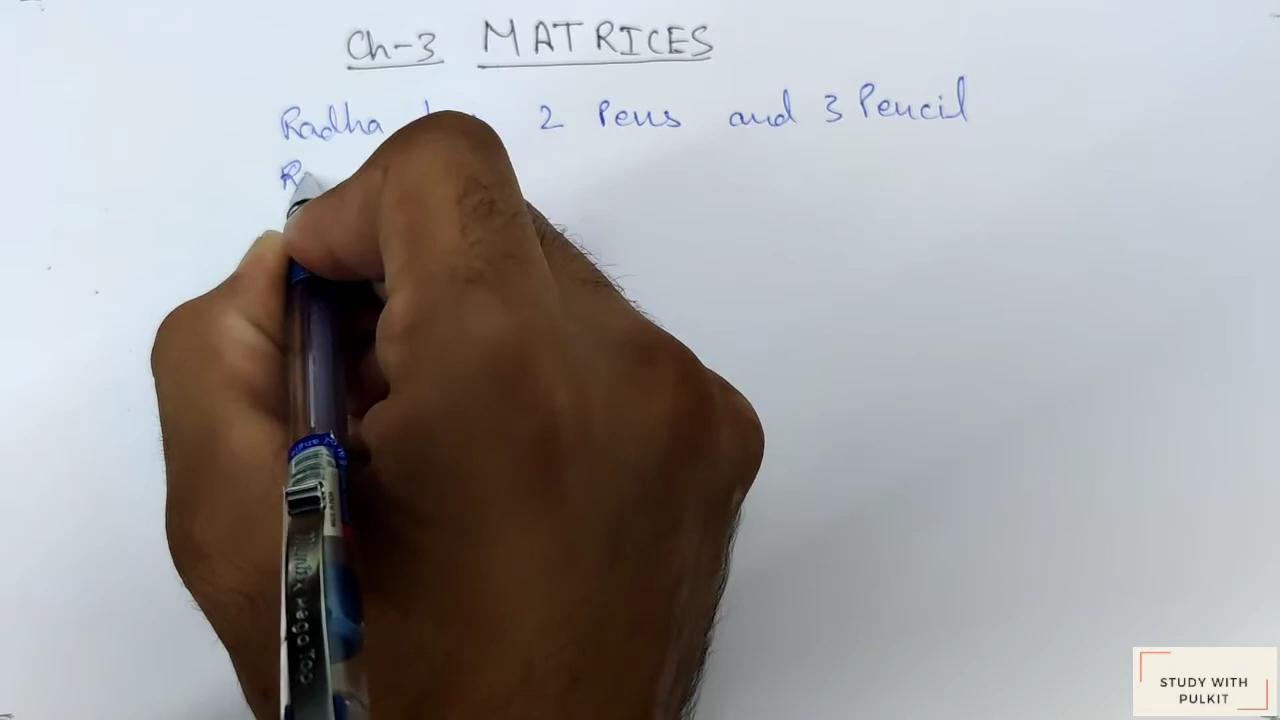 Ch-3 MATRICES
Radha 2 Pens and 3 Pencil
R
STUDY WITH
PULKIT